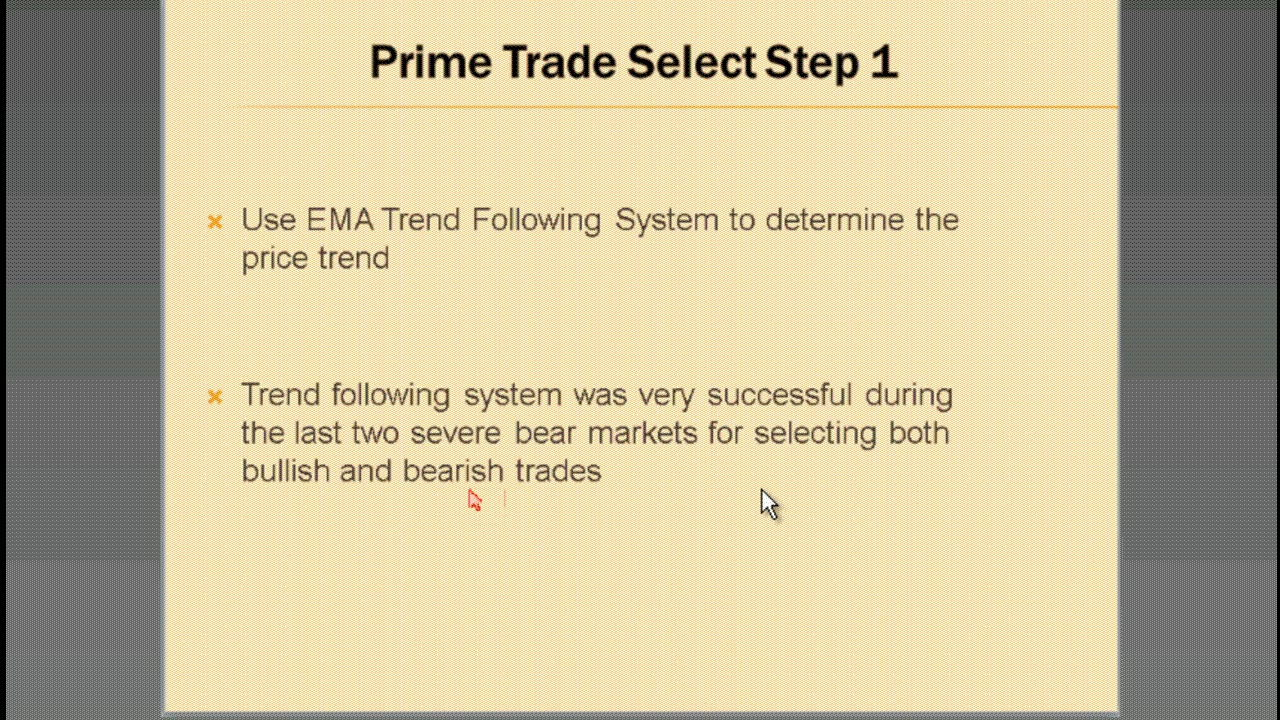 Prime Trade Select Step 1
Use EMA Trend Following System to determine the
price trend
Trend following system was very successful during
the last two severe bear markets for selecting both
bullish and bearish trades